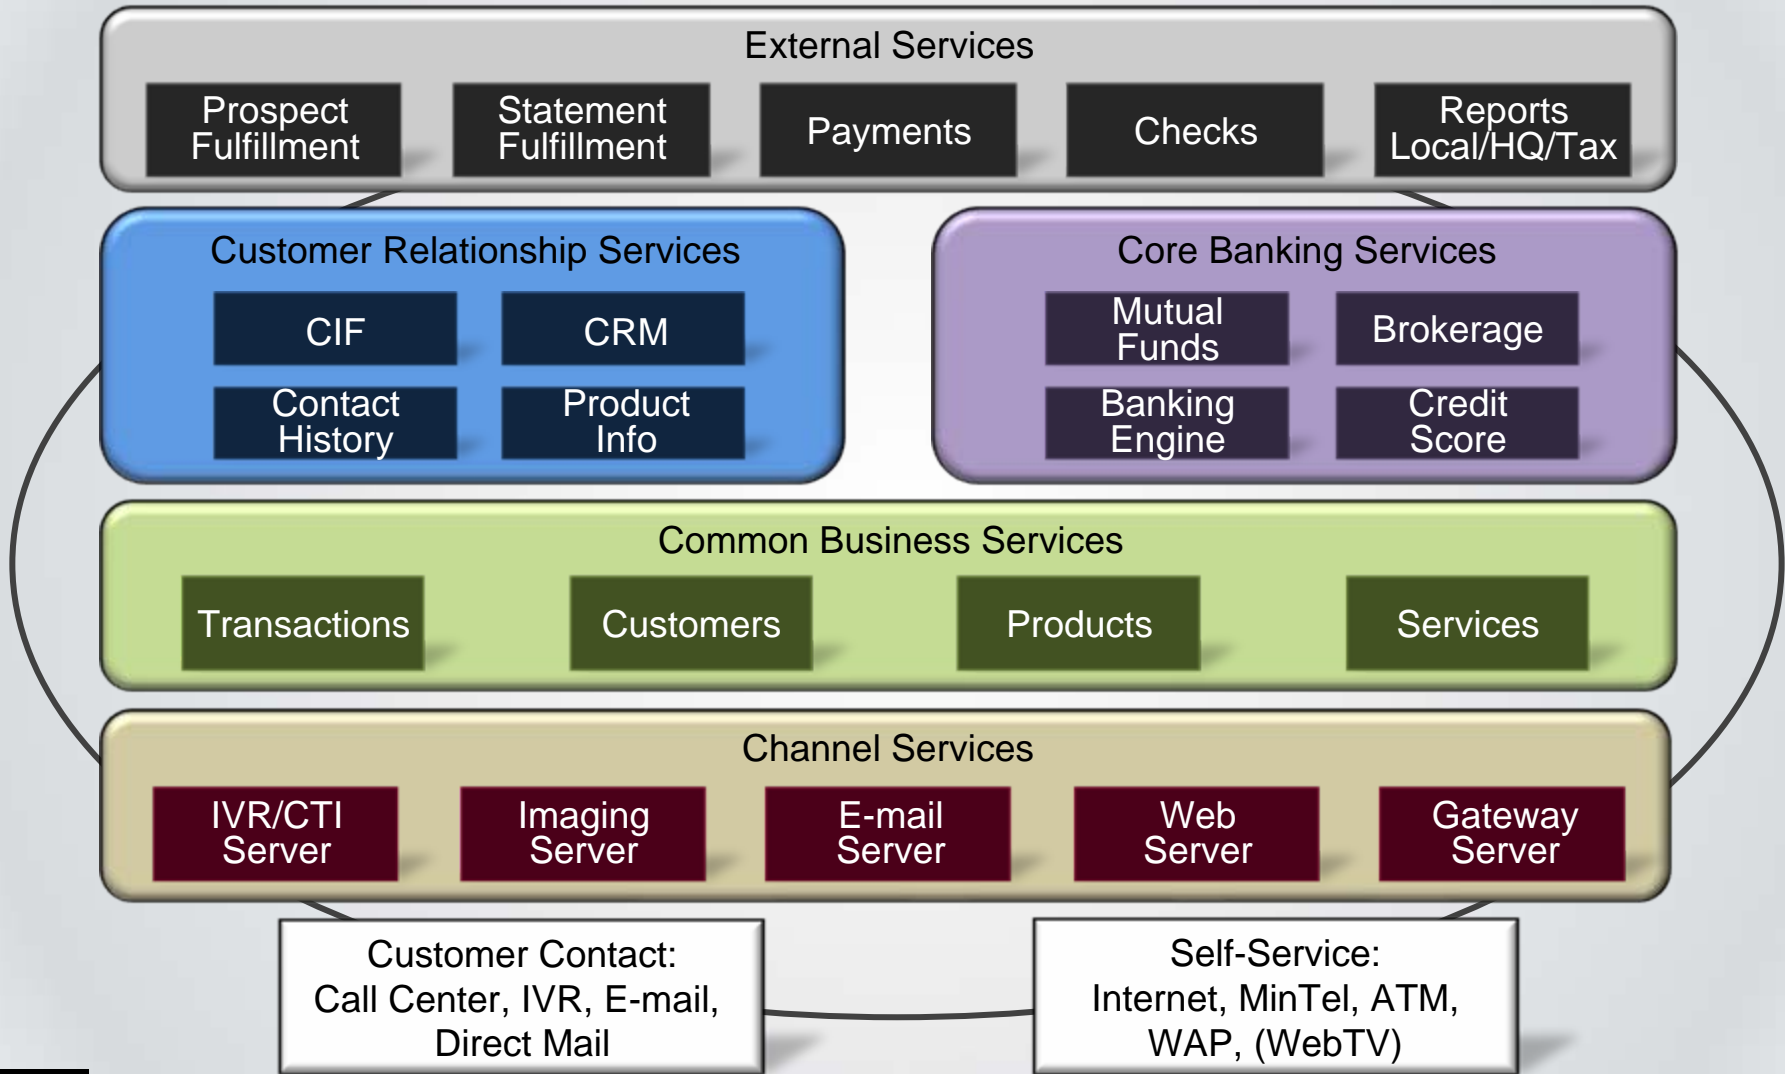 External Services
Prospect
Fulfillment
Statement
Fulfillment
Payments
Checks
Reports
Local/HQ/Tax
Customer Relationship Services
CIF
CRM
Contact
History
Product
Info
Core Banking Services
Mutual
Funds
Brokerage
Banking
Engine
Credit
Score
Common Business Services
Transactions
Customers
Products
Services
Channel Services
IVR/CTI
Server
Imaging
Server
E-mail
Server
Web
Server
Gateway
Server
Customer Contact:
Call Center, IVR, E-mail,
Direct Mail
Self-Service:
Internet, MinTel, ATM,
WAP, (WebTV)